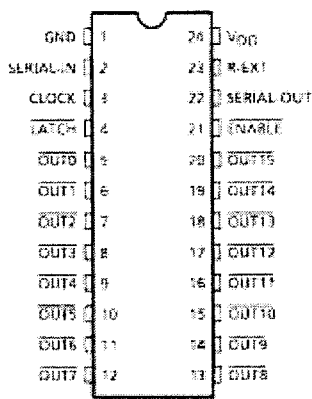 GND 1 24 VDD
SERIAL-IN 2 23 R-EXT
CLOCK 3 22 SERIAL-OUT
LATCH 4 21 ENABLE
OUT0 5 20 OUT15
OUT1 6 19 OUT14
OUT2 7 18 OUT13
OUT3 8 17 OUT12
OUT4 9 16 OUT11
OUT5 10 15 OUT10
OUT6 11 14 OUT9
OUT7 12 13 OUT8